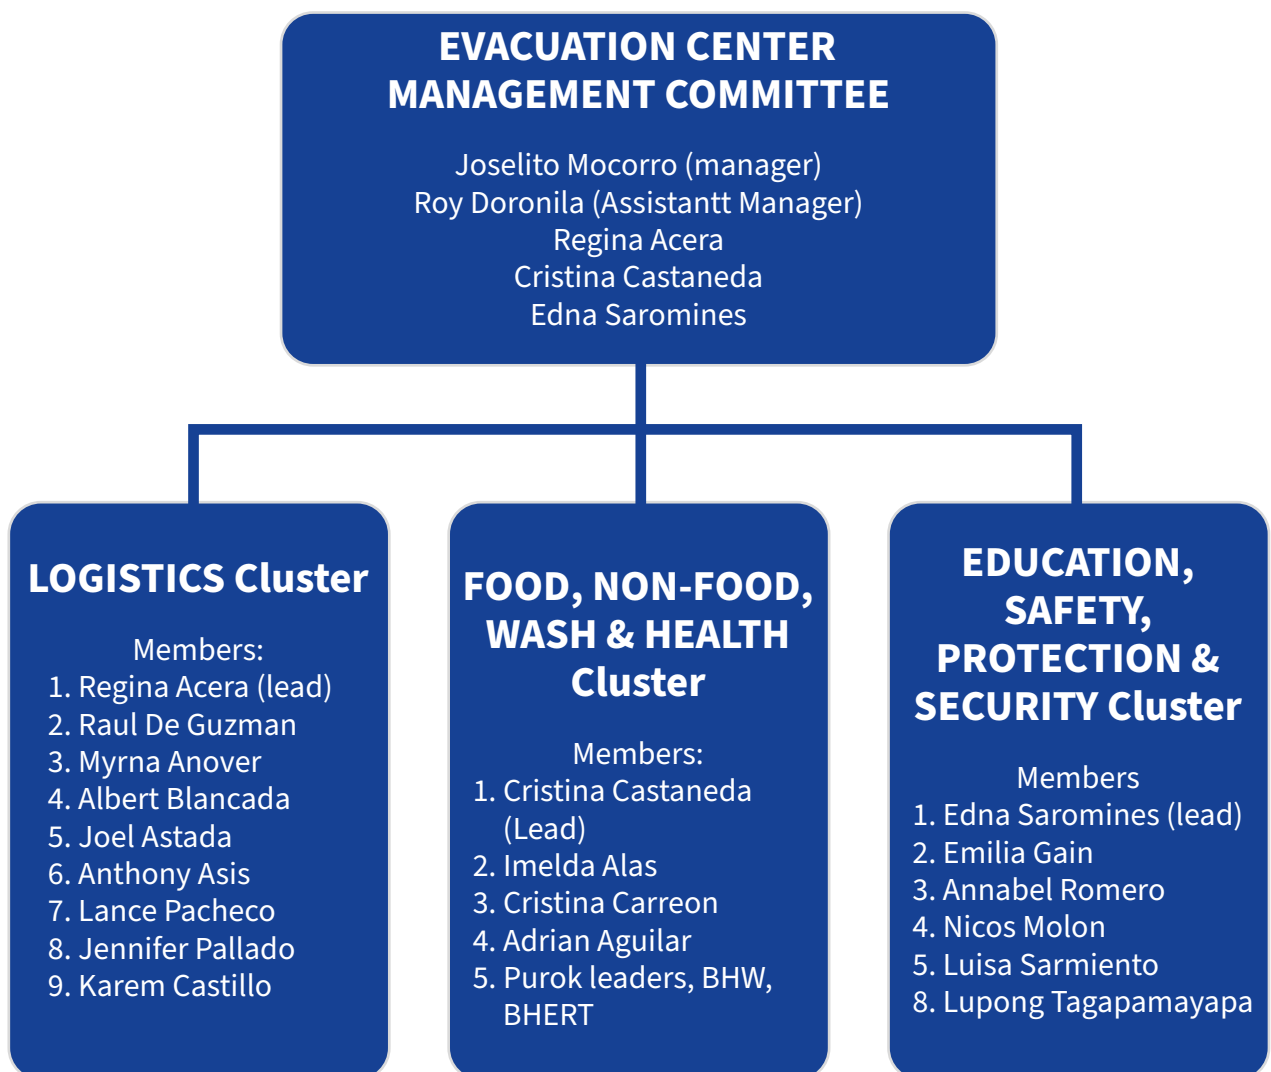 EVACUATION CENTER
MANAGEMENT COMMITTEE
Joselito Mocorro (manager)
Roy Doronila (Assistantt Manager)
Regina Acera
Cristina Castaneda
Edna Saromines
LOGISTICS Cluster
Members:
1. Regina Acera (lead)
2. Raul De Guzman
3. Myrna Anover
4. Albert Blancada
5. Joel Astada
6. Anthony Asis
7. Lance Pacheco
8. Jennifer Pallado
9. Karem Castillo
FOOD, NON-FOOD,
WASH & HEALTH
Cluster
Members:
1. Cristina Castaneda
(Lead)
2. Imelda Alas
3. Cristina Carreon
4. Adrian Aguilar
5. Purok leaders, BHW,
BHERT
EDUCATION,
SAFETY,
PROTECTION &
SECURITY Cluster
Members
1. Edna Saromines (lead)
2. Emilia Gain
3. Annabel Romero
4. Nicos Molon
5. Luisa Sarmiento
8. Lupong Tagapamayapa